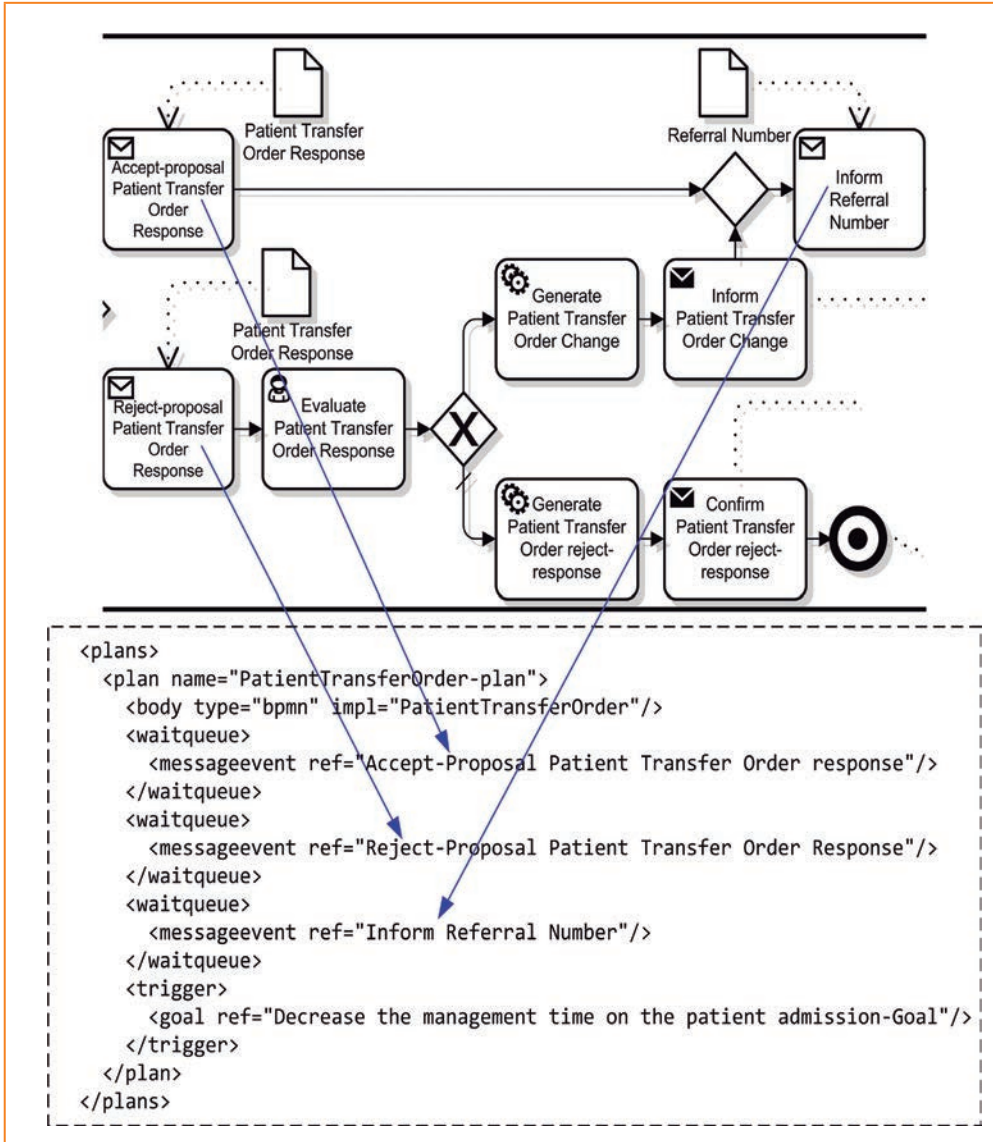 Patient Transfer
Order Response
Referral Number
Accept-proposal
Patient Transfer
Order
Response
Inform
Referral
Number
Patient Transfer
Order Response
Generate
Patient Transfer
Order Change
Inform
Patient Transfer
Order Change
Reject-proposal
Patient Transfer
Order
Response
Evaluate
Patient Transfer
Order Response
X
Generate
Patient Transfer
Order reject-
response
Confirm
Patient Transfer
Order reject-
response
<plans>
<plan name="PatientTransferOrder-plan">
<body type="bpmn" impl="PatientTransferOrder"/>
<waitqueue>
<messageevent ref="Accept-Proposal Patient Transfer Order response"/>
</waitqueue>
<waitqueue>
<messageevent ref="Reject-Proposal Patient Transfer Order Response"/>
</waitqueue>
<waitqueue>
<messageevent ref="Inform Referral Number"/>
</waitqueue>
<trigger>
<goal ref="Decrease the management time on the patient admission-Goal"/>
</trigger>
</plan>
</plans>